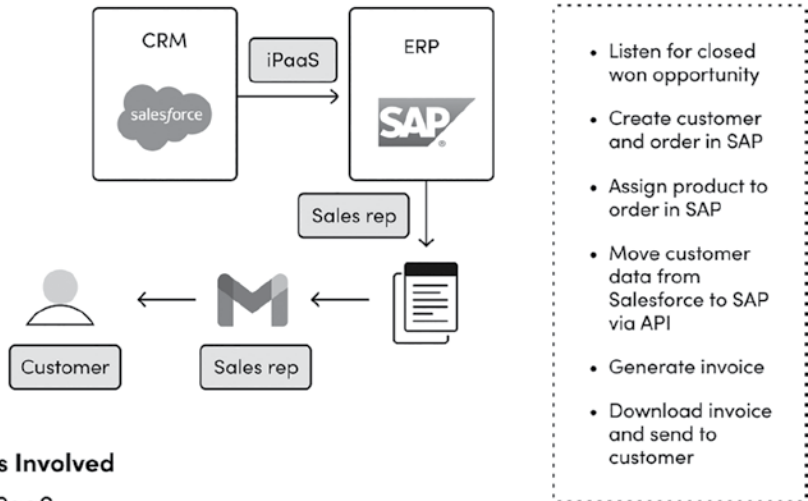 CRM
iPaaS
ERP
salesforce
SAP
Sales rep
Customer
Sales rep
• Listen for closed
won opportunity
• Create customer
and order in SAP
• Assign product to
order in SAP
• Move customer
data from
Salesforce to SAP
via API
• Generate invoice
• Download invoice
and send to
customer
s Involved